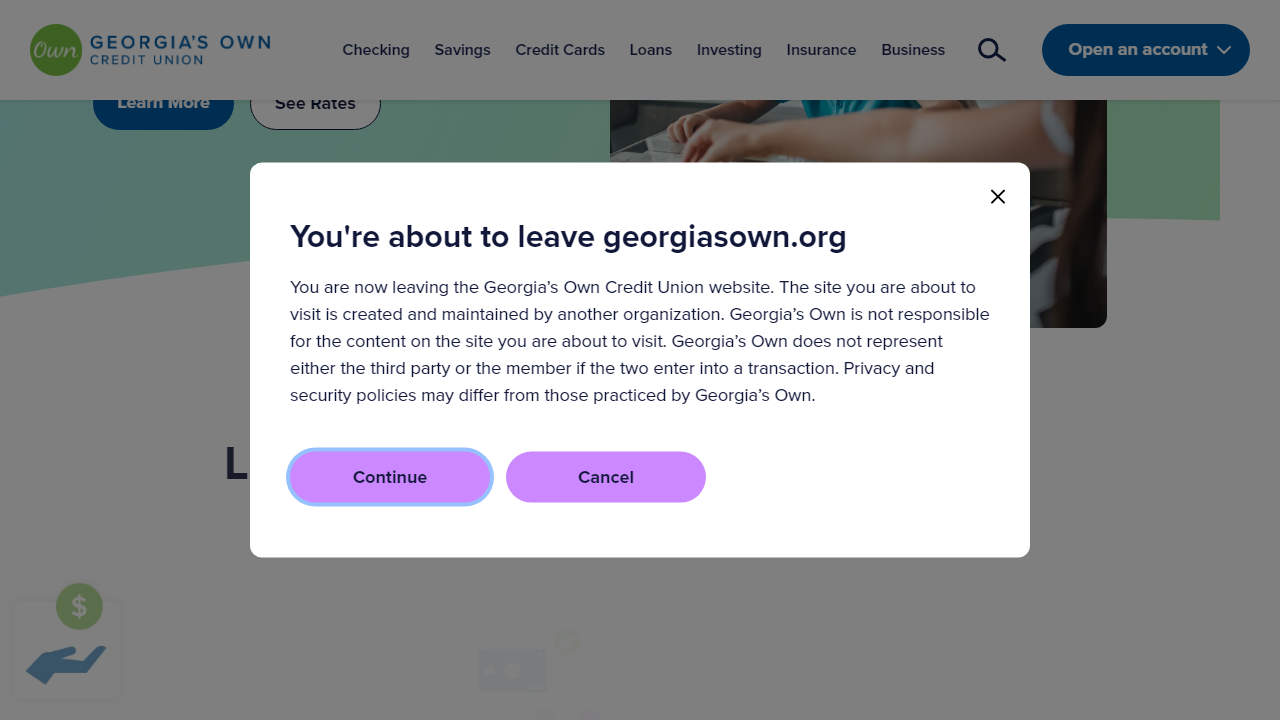 Own
GEORGIA'S OWN
CREDIT UNION
Checking
Savings
Credit Cards
Loans
Investing
Insurance
Business
Open an account
Learn More
See Rates
You're about to leave georgiasown.org
You are now leaving the Georgia’s Own Credit Union website. The site you are about to
visit is created and maintained by another organization. Georgia’s Own is not responsible
for the content on the site you are about to visit. Georgia’s Own does not represent
either the third party or the member if the two enter into a transaction. Privacy and
security policies may differ from those practiced by Georgia’s Own.
Continue
Cancel
L
$